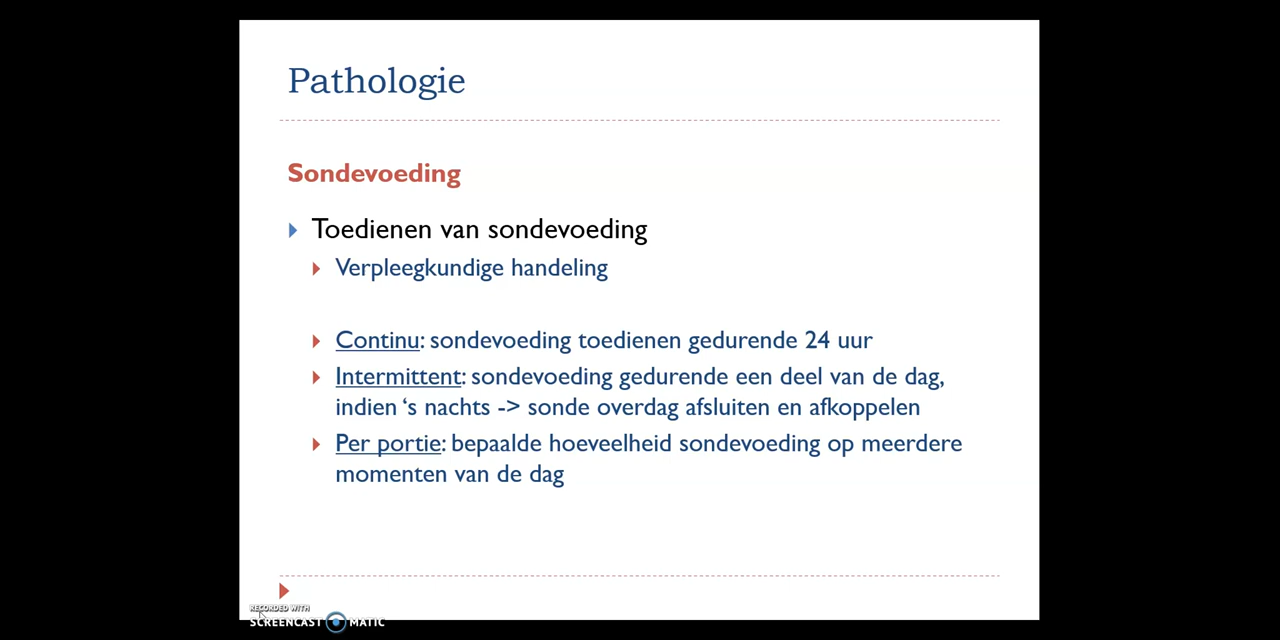 Pathologie
Sondevoeding
Toedienen van sondevoeding
Verpleegkundige handeling
Continu: sondevoeding toedienen gedurende 24 uur
Intermittent: sondevoeding gedurende een deel van de dag,
indien ‘s nachts -> sonde overdag afsluiten en afkoppelen
Per portie: bepaalde hoeveelheid sondevoeding op meerdere
momenten van de dag
RECORDED WITH
SCREENCAST MATIC